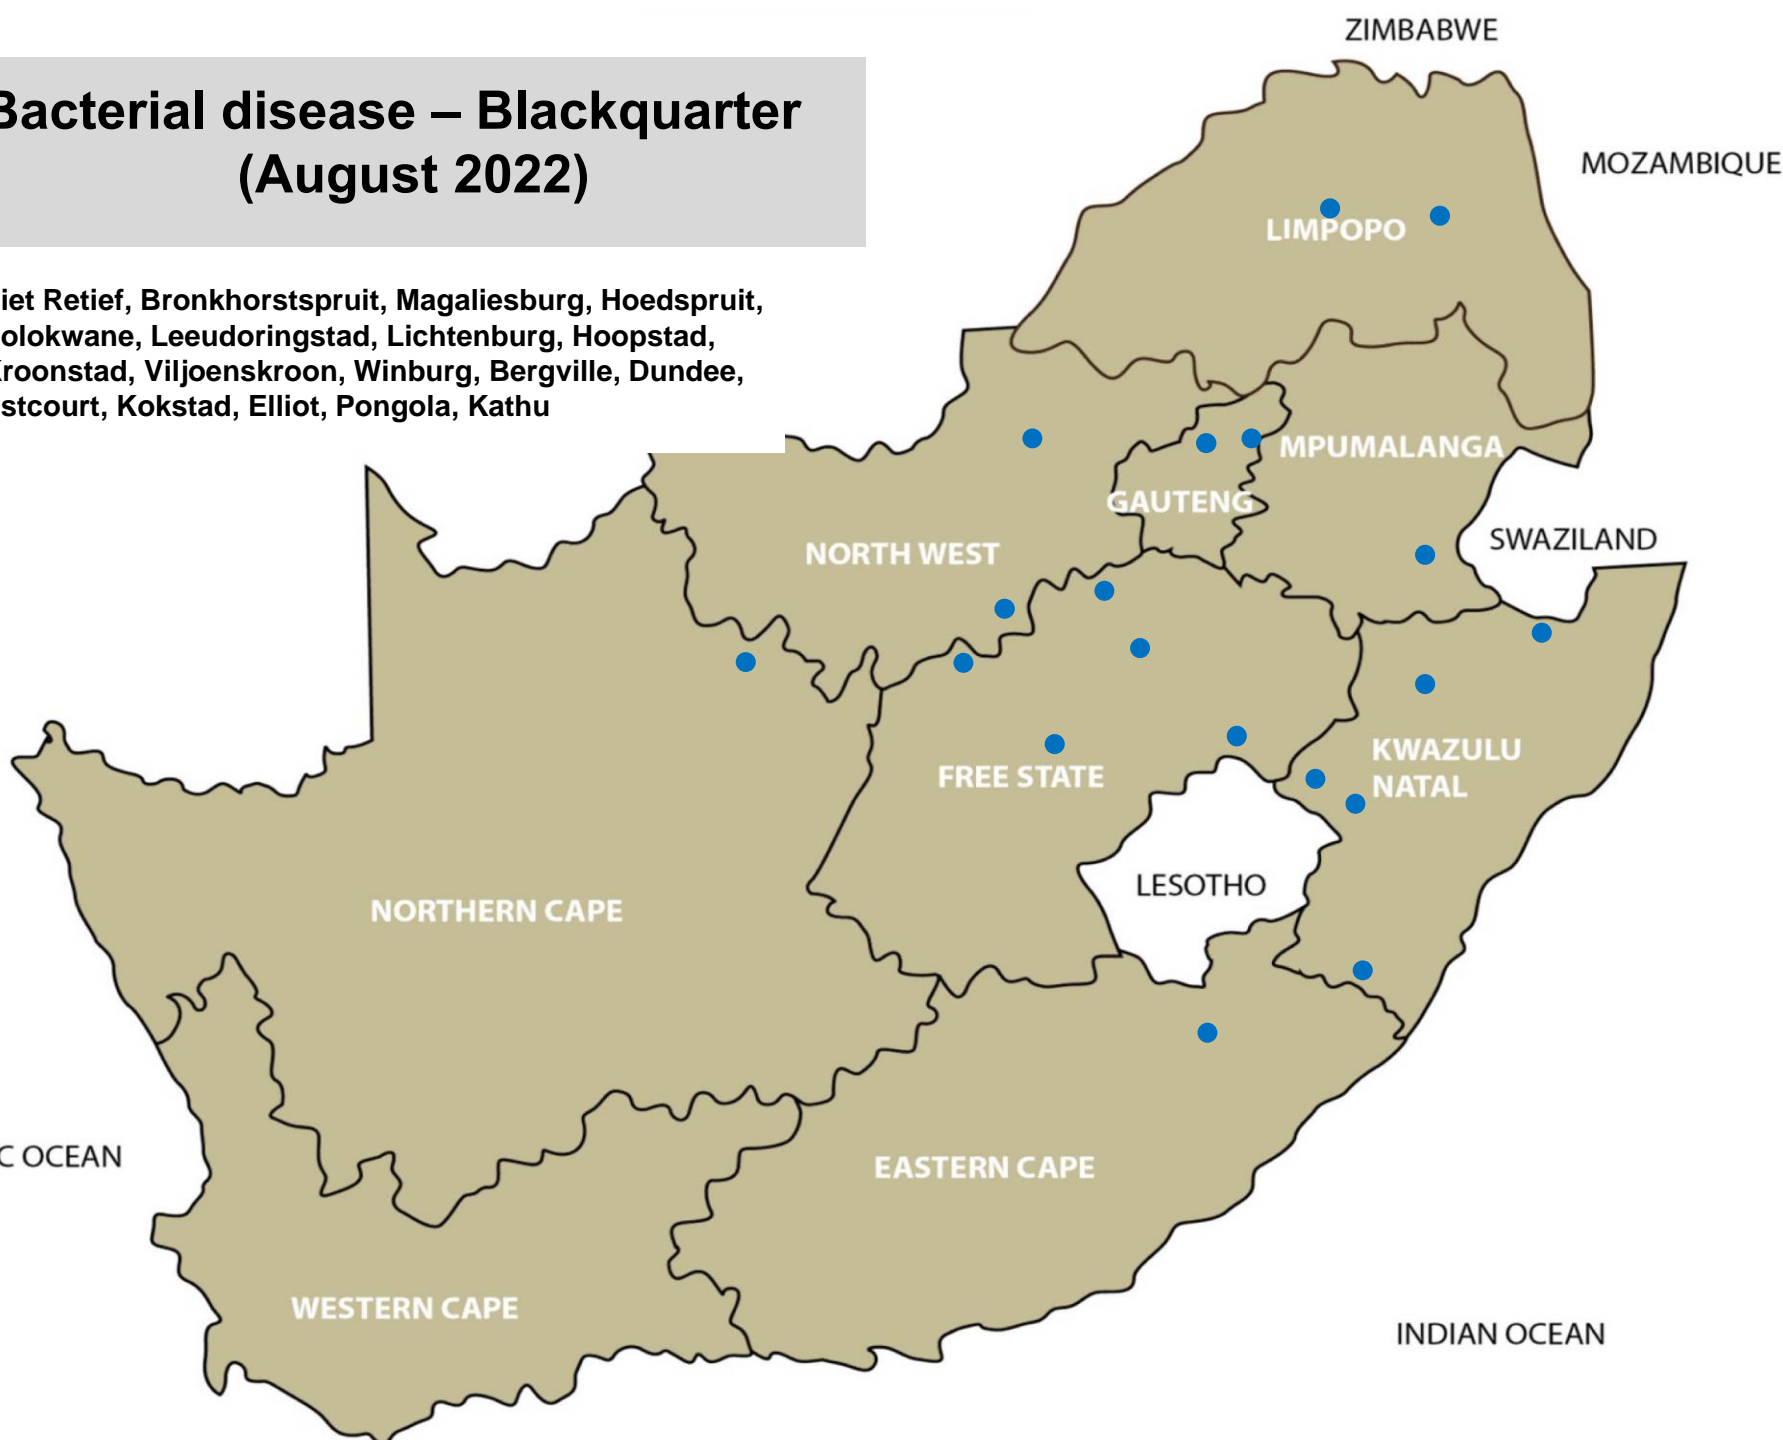 Bacterial disease – Blackquarter
(August 2022)
iet Retief, Bronkhorstspruit, Magaliesburg, Hoedspruit,
olokwane, Leeudoringstad, Lichtenburg, Hoopstad,
Kroonstad, Viljoenskroon, Winburg, Bergville, Dundee,
stcourt, Kokstad, Elliot, Pongola, Kathu
ZIMBABWE
MOZAMBIQUE
LIMPOPO
MPUMALANGA
GAUTENG
SWAZILAND
NORTH WEST
KWAZULU
NATAL
FREE STATE
LESOTHO
NORTHERN CAPE
C OCEAN
EASTERN CAPE
WESTERN CAPE
INDIAN OCEAN